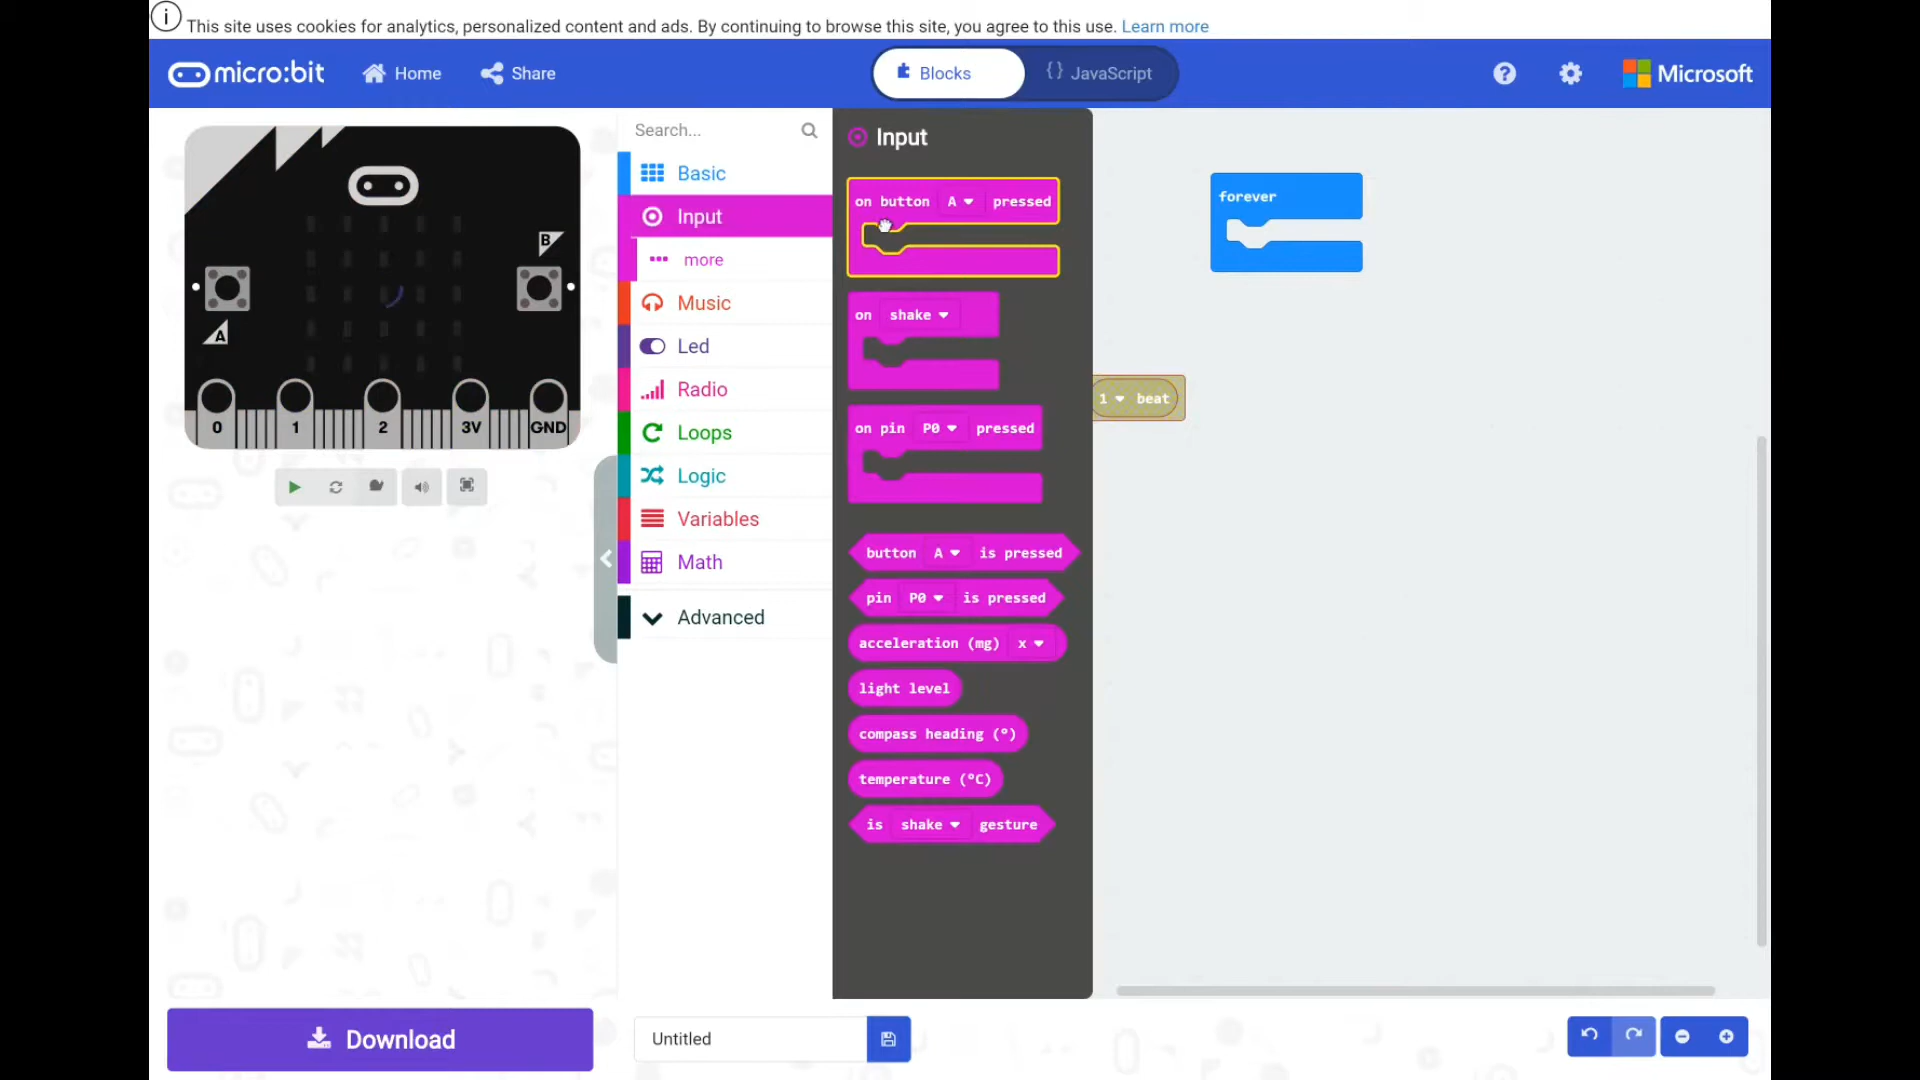 This site uses cookies for analytics, personalized content and ads. By continuing to browse this site, you agree to this use. Learn more
micro:bit Home Share Blocks {} JavaScript Microsoft
B
A
0 1 2 3V GND
Search...
Basic
Input
more
Music
Led
Radio
Loops
Logic
Variables
Math
Advanced
Input
on button A pressed
on shake
on pin P0 pressed
button A is pressed
pin P0 is pressed
acceleration (mg) x
light level
compass heading (°)
temperature (°C)
is shake gesture
forever
1 beat
Download
Untitled